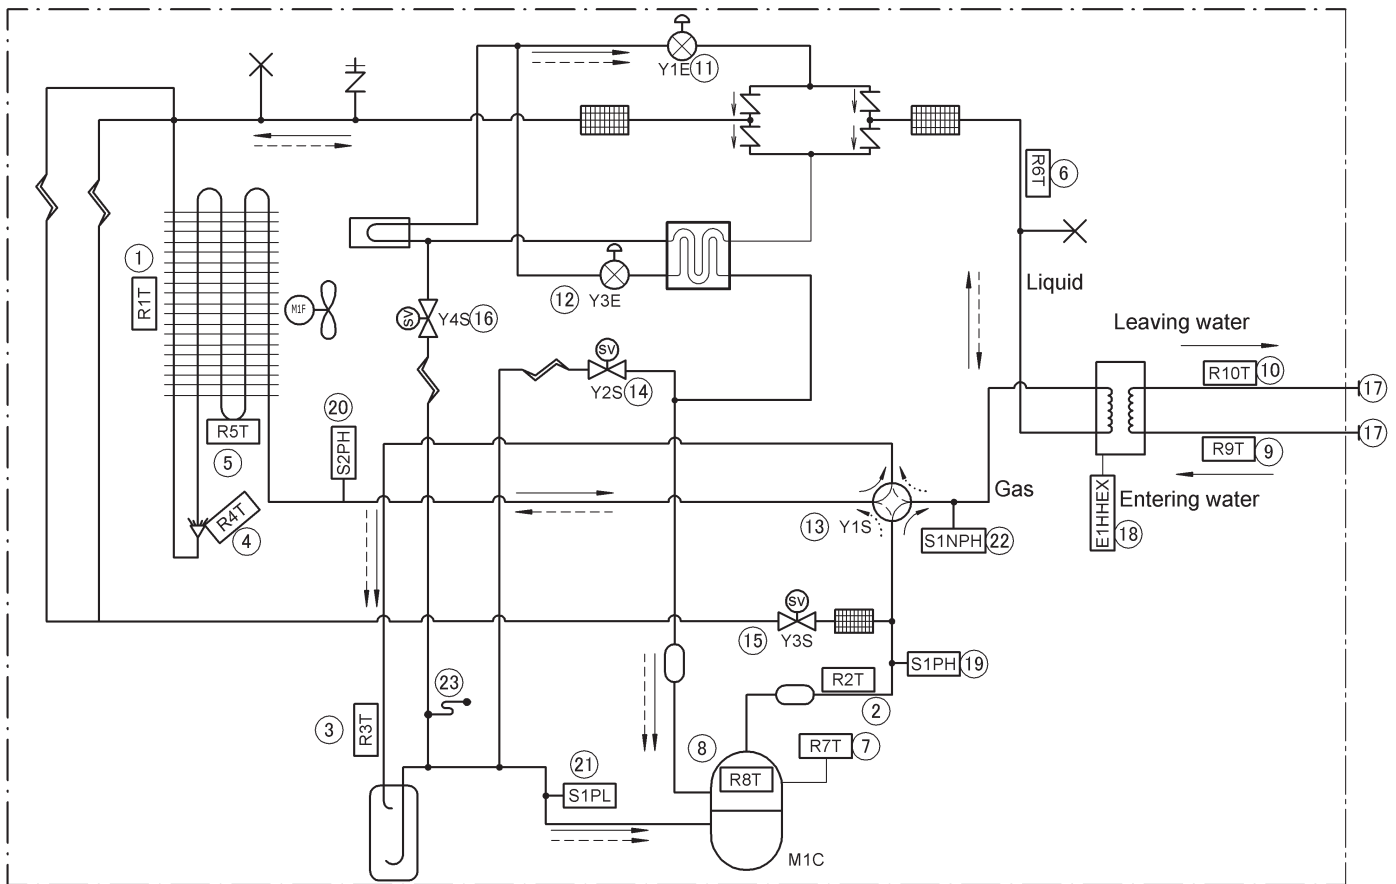 Y1E 11
R6T 6
1
R1T
M1F
Liquid
12 Y3E
SV Y4S 16
SV
Y2S 14
Leaving water
R10T 10
17
20
R5T
5
S2PH
R9T 9
17
Gas
Entering water
R4T
4
13 Y1S
S1NPH 22
E1HHEX 18
SV
15 Y3S
S1PH 19
R2T
2
23
3 R3T
8
R7T 7
R8T
21
S1PL
M1C